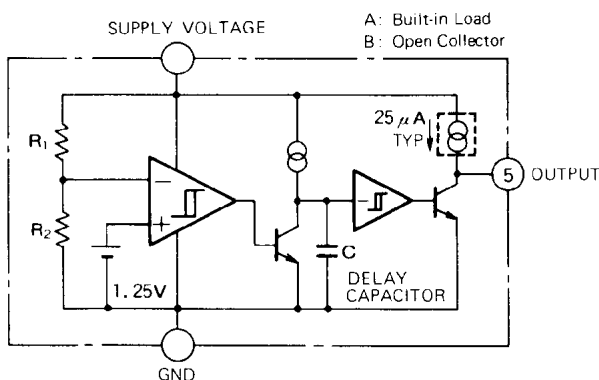 SUPPLY VOLTAGE
A: Built-in Load
B: Open Collector
R1
25 μA
TYP
5 OUTPUT
R2
C
1.25V
DELAY
CAPACITOR
GND